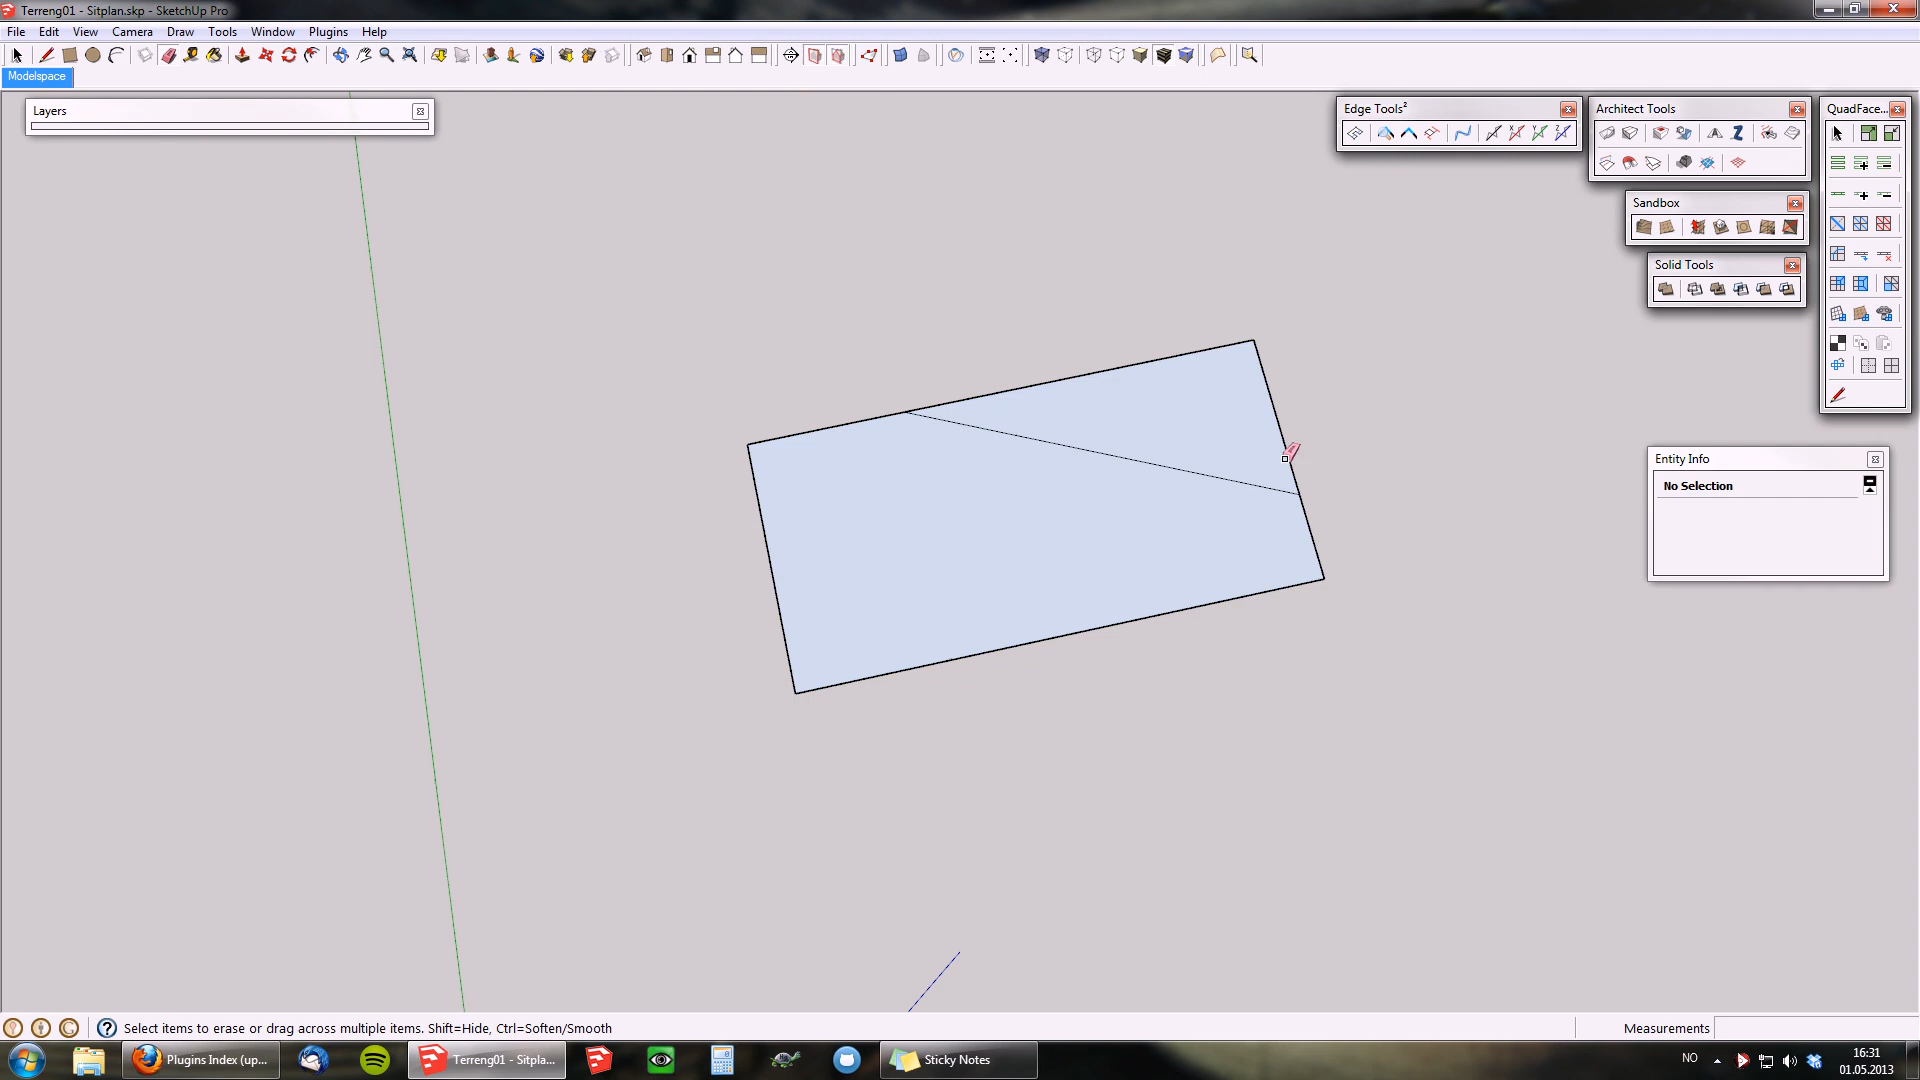 Terreng01 - Sitplan.skp - SketchUp Pro
File Edit View Camera Draw Tools Window Plugins Help
Modelspace
Layers
Edge Tools²
Architect Tools
QuadFace...
Sandbox
Solid Tools
Entity Info
No Selection
Select items to erase or drag across multiple items. Shift=Hide, Ctrl=Soften/Smooth
Measurements
Plugins Index (up...
Terreng01 - Sitpla...
Sticky Notes
NO
16:31
01.05.2013